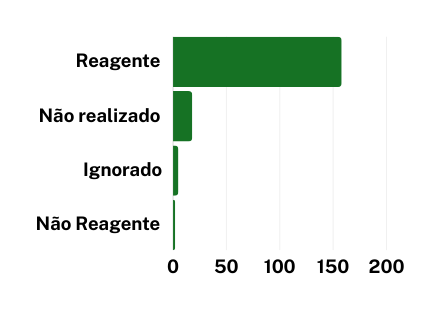 Reagente
Não realizado
Ignorado
Não Reagente
0 50 100 150 200